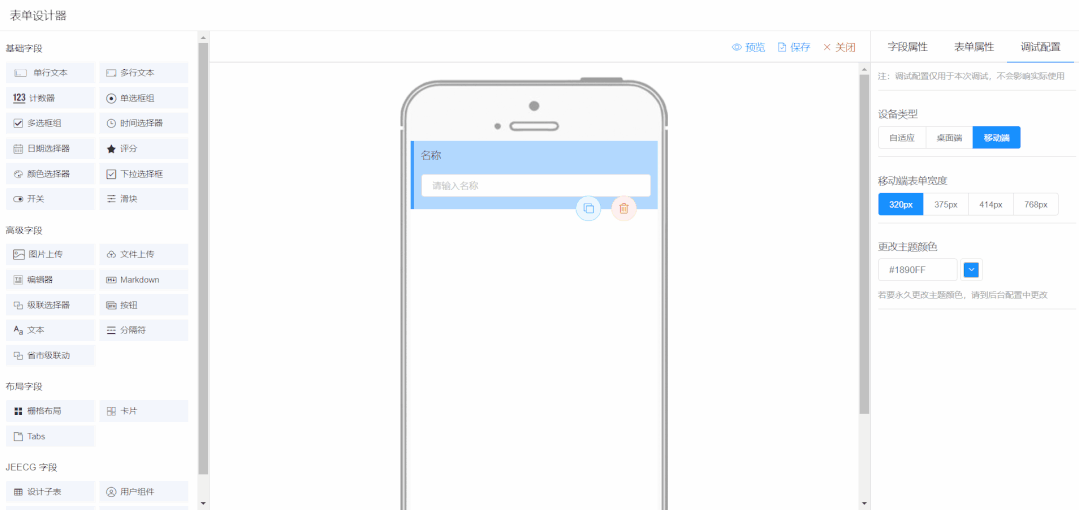 表单设计器
基础字段
单行文本
多行文本
123 计数器
单选框组
多选框组
时间选择器
日期选择器
评分
颜色选择器
下拉选择框
开关
滑块
高级字段
图片上传
文件上传
编辑器
Markdown
级联选择器
按钮
文本
分隔符
省市级联动
布局字段
栅格布局
卡片
Tabs
JEECG 字段
设计子表
用户组件
预览
保存
关闭
名称
请输入名称
字段属性
表单属性
调试配置
注：调试配置仅用于本次调试，不会影响实际使用
设备类型
自适应
桌面端
移动端
移动端表单宽度
320px
375px
414px
768px
更改主题颜色
#1890FF
若要永久更改主题颜色，请到后台配置中更改